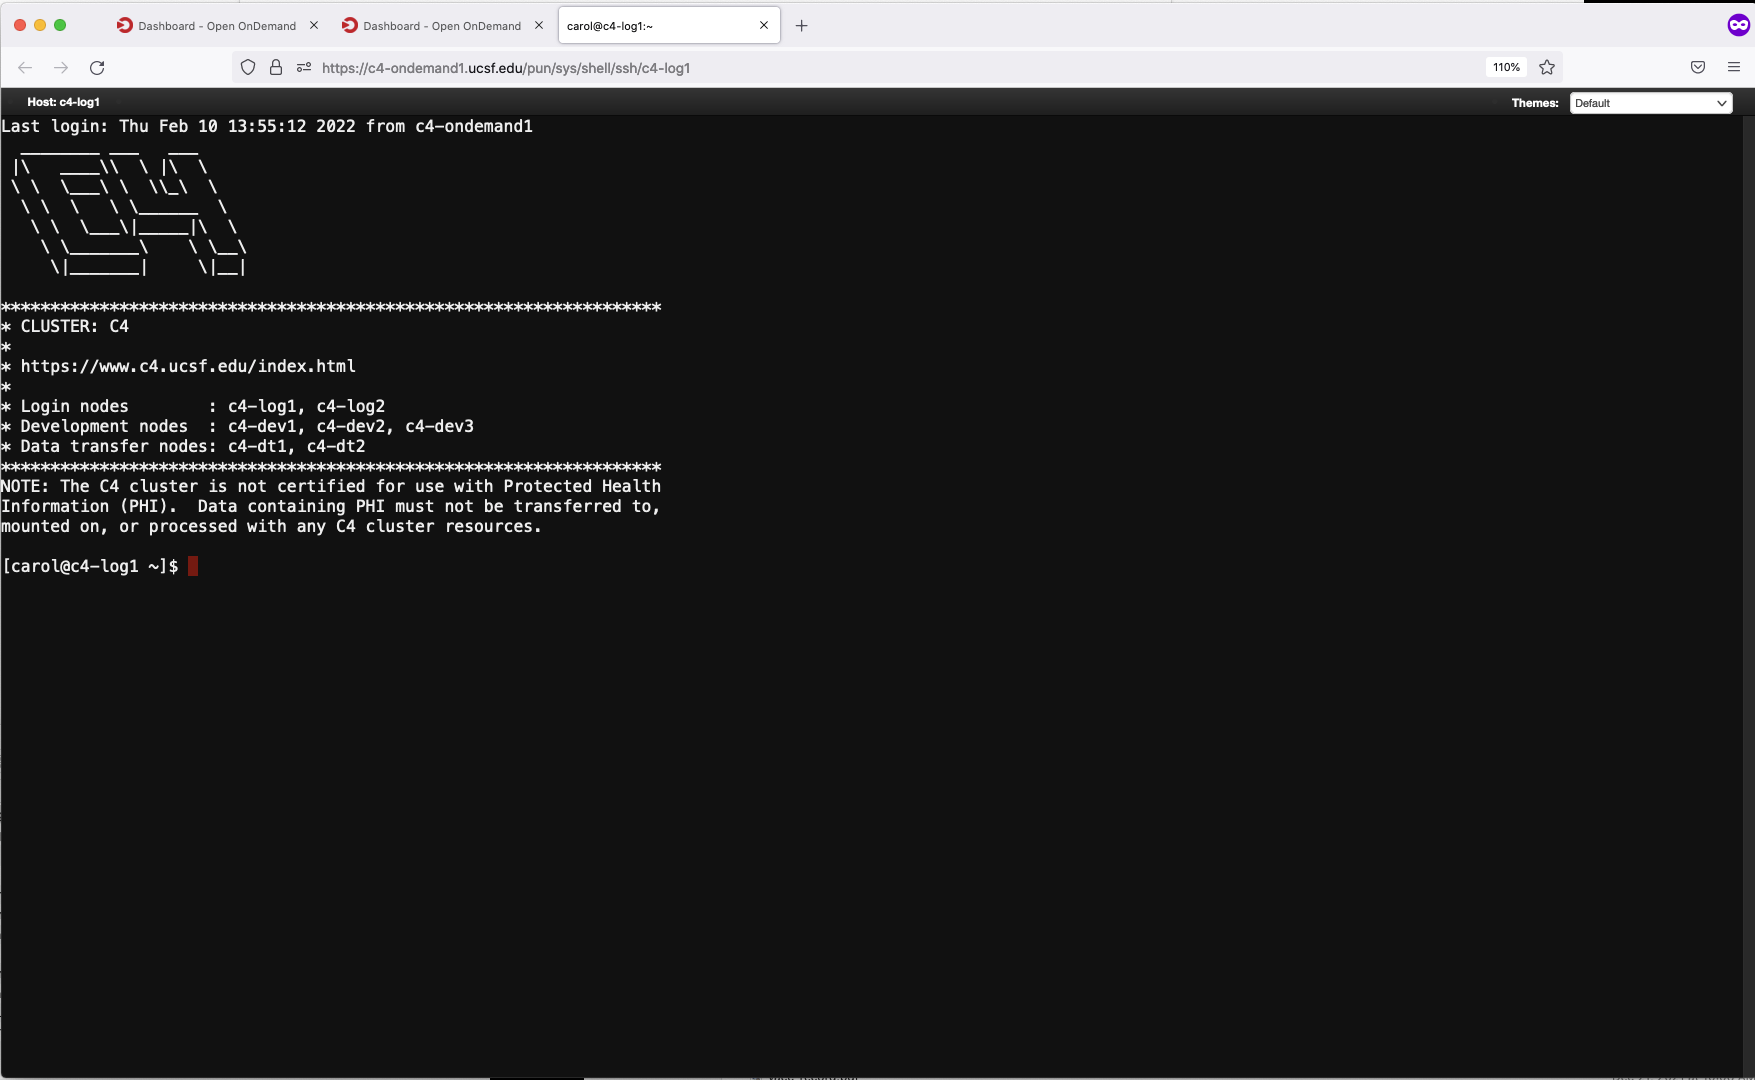 Dashboard - Open OnDemand
Dashboard - Open OnDemand
carol@c4-log1:~
https://c4-ondemand1.ucsf.edu/pun/sys/shell/ssh/c4-log1
110%
Host: c4-log1
Themes:
Default
Last login: Thu Feb 10 13:55:12 2022 from c4-ondemand1
*******************************************************************
* CLUSTER: C4
*
* https://www.c4.ucsf.edu/index.html
*
* Login nodes        : c4-log1, c4-log2
* Development nodes  : c4-dev1, c4-dev2, c4-dev3
* Data transfer nodes: c4-dt1, c4-dt2
*******************************************************************
NOTE: The C4 cluster is not certified for use with Protected Health
Information (PHI).  Data containing PHI must not be transferred to,
mounted on, or processed with any C4 cluster resources.
[carol@c4-log1 ~]$